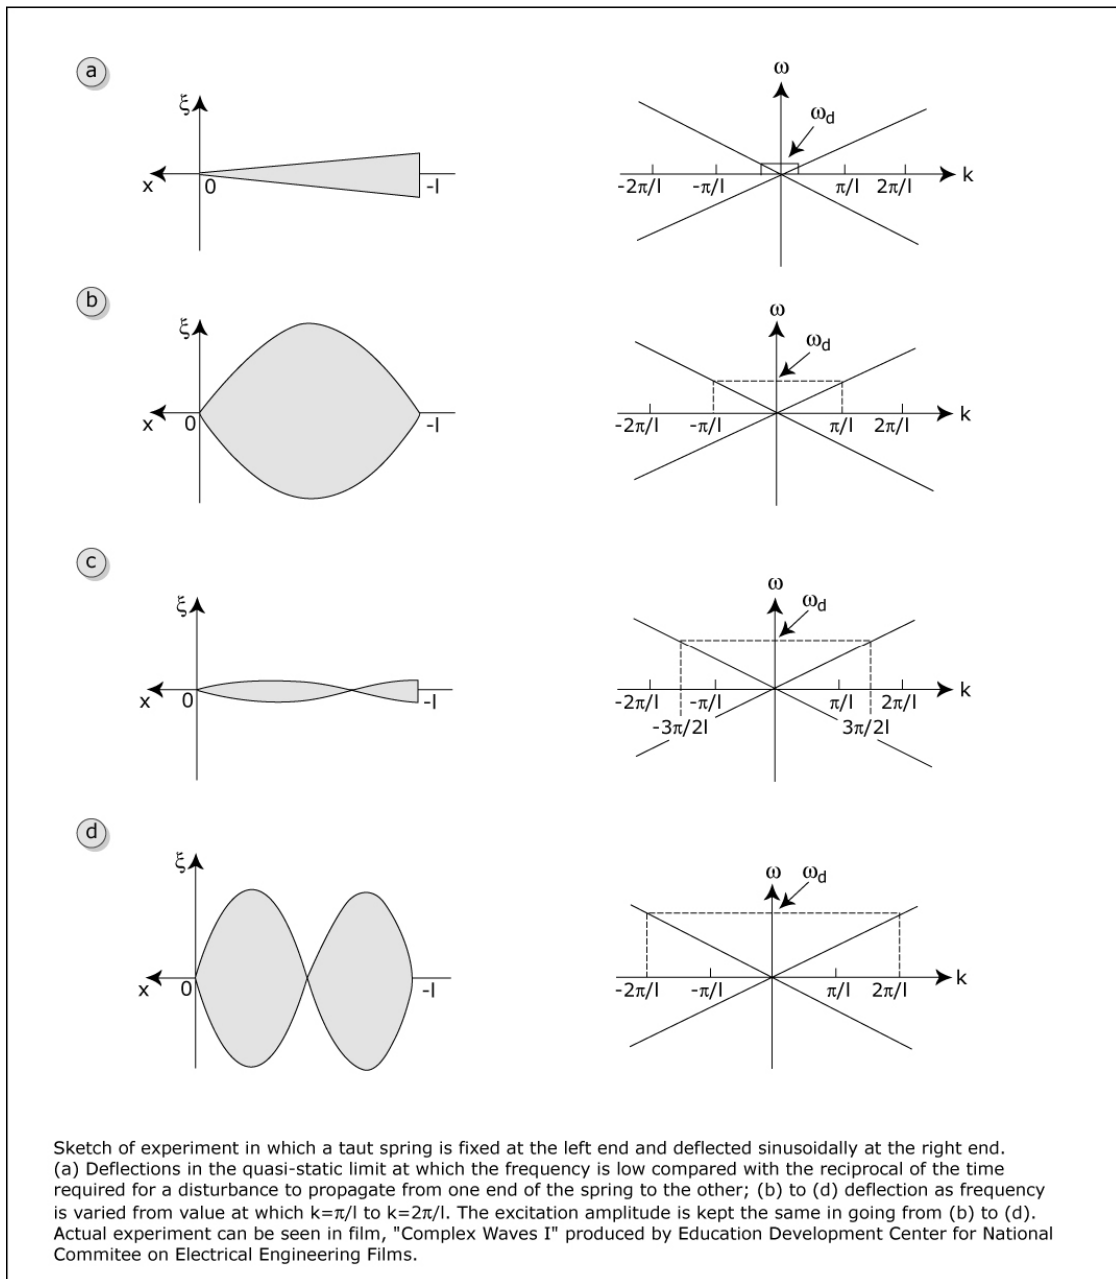 a
ξ
x
0
-l
ω
ωd
-2π/l
-π/l
π/l
2π/l
k
b
ξ
x
0
-l
ω
ωd
-2π/l
-π/l
π/l
2π/l
k
c
ξ
x
0
-l
ω
ωd
-2π/l
-π/l
π/l
2π/l
k
-3π/2l
3π/2l
d
ξ
x
0
-l
ω
ωd
-2π/l
-π/l
π/l
2π/l
k
Sketch of experiment in which a taut spring is fixed at the left end and deflected sinusoidally at the right end.
(a) Deflections in the quasi-static limit at which the frequency is low compared with the reciprocal of the time
required for a disturbance to propagate from one end of the spring to the other; (b) to (d) deflection as frequency
is varied from value at which k=π/l to k=2π/l. The excitation amplitude is kept the same in going from (b) to (d).
Actual experiment can be seen in film, "Complex Waves I" produced by Education Development Center for National
Commitee on Electrical Engineering Films.